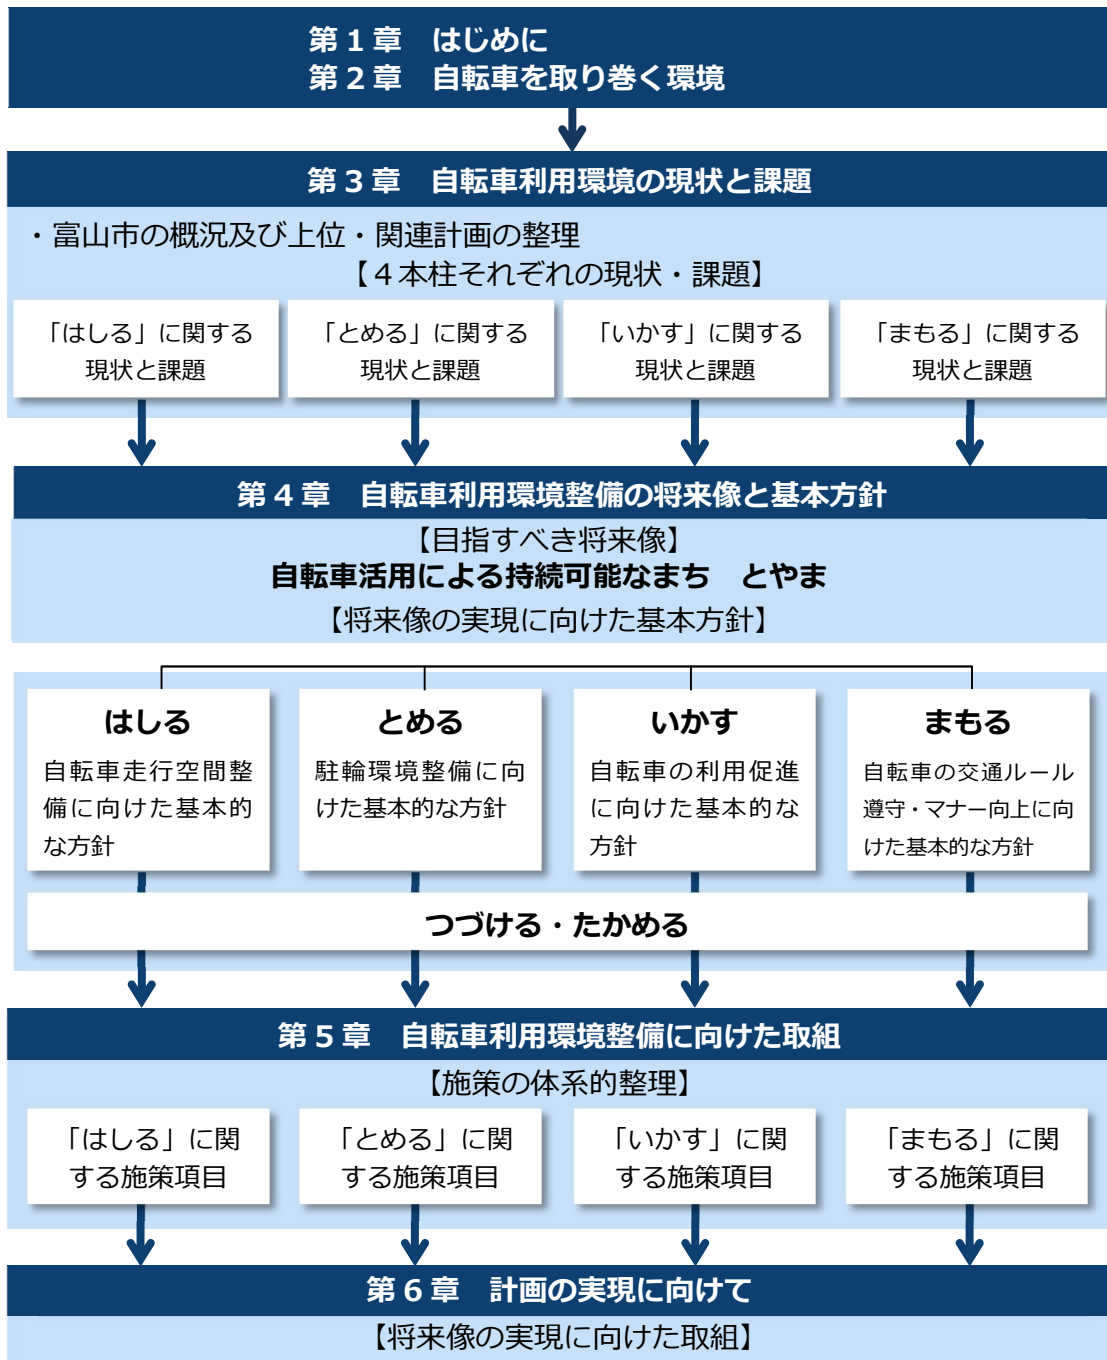 第１章　はじめに
第２章　自転車を取り巻く環境
第３章　自転車利用環境の現状と課題
・富山市の概況及び上位・関連計画の整理
【４本柱それぞれの現状・課題】
「はしる」に関する
現状と課題
「とめる」に関する
現状と課題
「いかす」に関する
現状と課題
「まもる」に関する
現状と課題
第４章　自転車利用環境整備の将来像と基本方針
【目指すべき将来像】
自転車活用による持続可能なまち　とやま
【将来像の実現に向けた基本方針】
はしる
自転車走行空間整
備に向けた基本的
な方針
とめる
駐輪環境整備に向
けた基本的な方針
いかす
自転車の利用促進
に向けた基本的な
方針
まもる
自転車の交通ルール
遵守・マナー向上に向
けた基本的な方針
つづける・たかめる
第５章　自転車利用環境整備に向けた取組
【施策の体系的整理】
「はしる」に関
する施策項目
「とめる」に関
する施策項目
「いかす」に関
する施策項目
「まもる」に関
する施策項目
第６章　計画の実現に向けて
【将来像の実現に向けた取組】